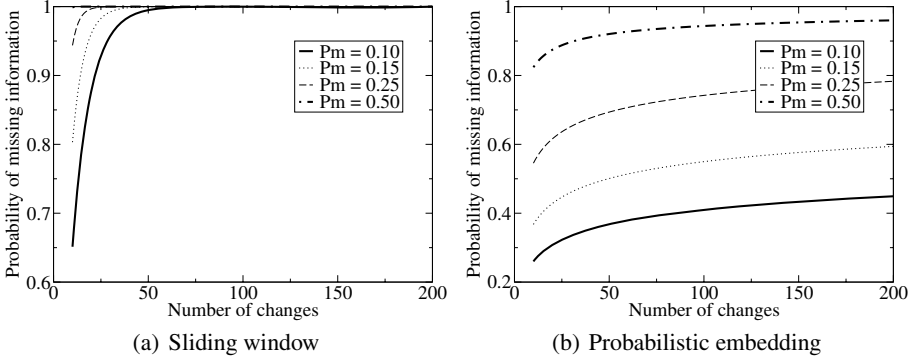 Probability of missing information
1
0.9
0.8
0.7
0.6
0
50
100
150
200
Number of changes
Pm = 0.10
Pm = 0.15
Pm = 0.25
Pm = 0.50
(a) Sliding window
Probability of missing information
1
0.8
0.6
0.4
0.2
0
50
100
150
200
Number of changes
Pm = 0.10
Pm = 0.15
Pm = 0.25
Pm = 0.50
(b) Probabilistic embedding